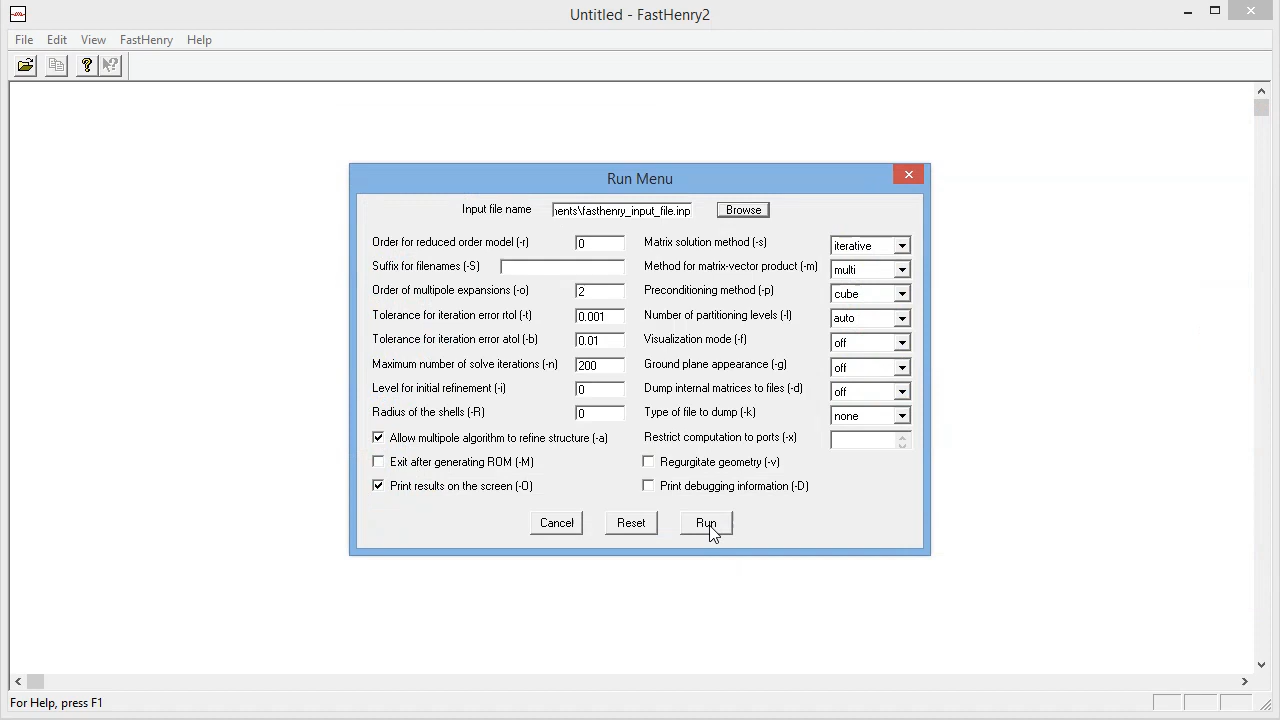 Untitled - FastHenry2
File Edit View FastHenry Help
Run Menu
Input file name nents\fasthenry_input_file.inp Browse
Order for reduced order model (-r) 0 Matrix solution method (-s) iterative
Suffix for filenames (-S) Method for matrix-vector product (-m) multi
Order of multipole expansions (-o) 2 Preconditioning method (-p) cube
Tolerance for iteration error rtol (-t) 0.001 Number of partitioning levels (-l) auto
Tolerance for iteration error atol (-b) 0.01 Visualization mode (-f) off
Maximum number of solve iterations (-n) 200 Ground plane appearance (-g) off
Level for initial refinement (-i) 0 Dump internal matrices to files (-d) off
Radius of the shells (-R) 0 Type of file to dump (-k) none
Allow multipole algorithm to refine structure (-a) Restrict computation to ports (-x)
Exit after generating ROM (-M) Regurgitate geometry (-v)
Print results on the screen (-O) Print debugging information (-D)
Cancel Reset Run
For Help, press F1